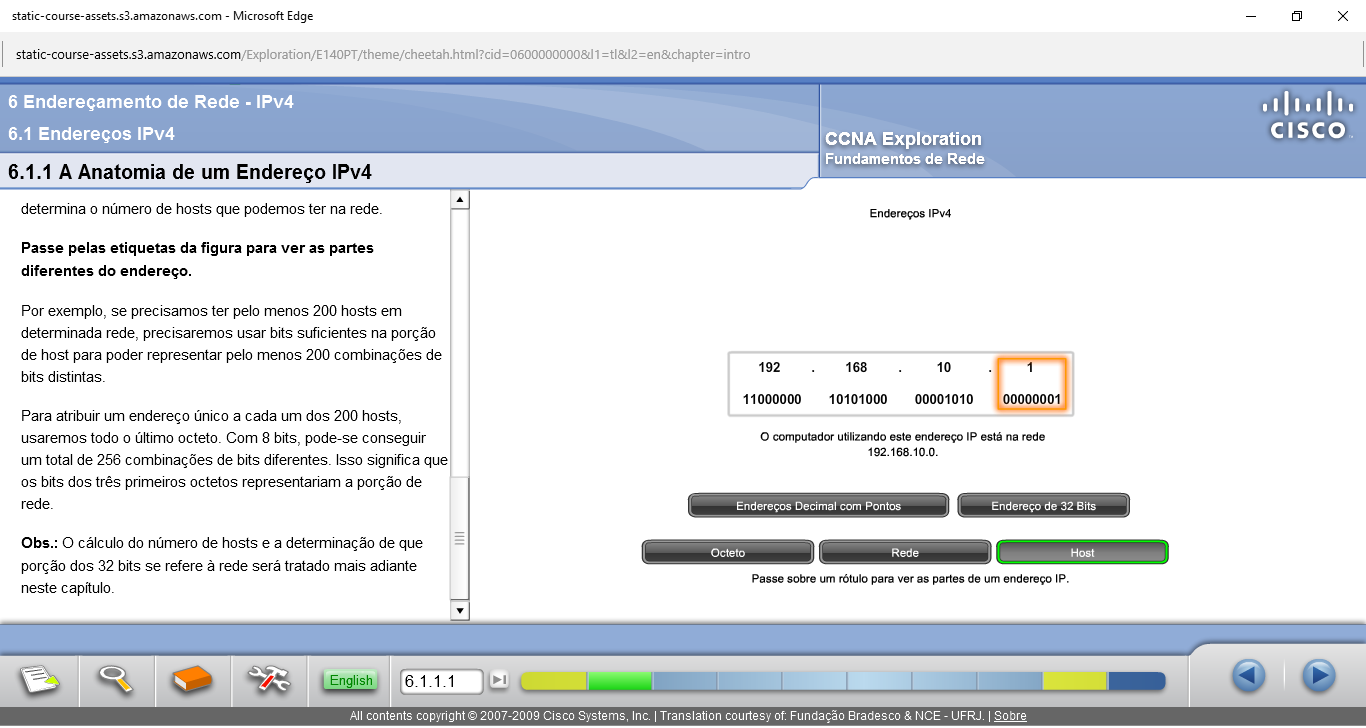 static-course-assets.s3.amazonaws.com - Microsoft Edge
static-course-assets.s3.amazonaws.com/Exploration/E140PT/theme/cheetah.html?cid=0600000000&l1=tl&l2=en&chapter=intro
6 Endereçamento de Rede - IPv4
6.1 Endereços IPv4
6.1.1 A Anatomia de um Endereço IPv4
CCNA Exploration
Fundamentos de Rede
CISCO
determina o número de hosts que podemos ter na rede.
Passe pelas etiquetas da figura para ver as partes
diferentes do endereço.
Por exemplo, se precisamos ter pelo menos 200 hosts em
determinada rede, precisaremos usar bits suficientes na porção
de host para poder representar pelo menos 200 combinações de
bits distintas.
Para atribuir um endereço único a cada um dos 200 hosts,
usaremos todo o último octeto. Com 8 bits, pode-se conseguir
um total de 256 combinações de bits diferentes. Isso significa que
os bits dos três primeiros octetos representariam a porção de
rede.
Obs.: O cálculo do número de hosts e a determinação de que
porção dos 32 bits se refere à rede será tratado mais adiante
neste capítulo.
Endereços IPv4
192 . 168 . 10 . 1
11000000 10101000 00001010 00000001
O computador utilizando este endereço IP está na rede
192.168.10.0.
Endereços Decimal com Pontos Endereço de 32 Bits
Octeto Rede Host
Passe sobre um rótulo para ver as partes de um endereço IP.
English 6.1.1.1
All contents copyright © 2007-2009 Cisco Systems, Inc. | Translation courtesy of: Fundação Bradesco & NCE - UFRJ. | Sobre